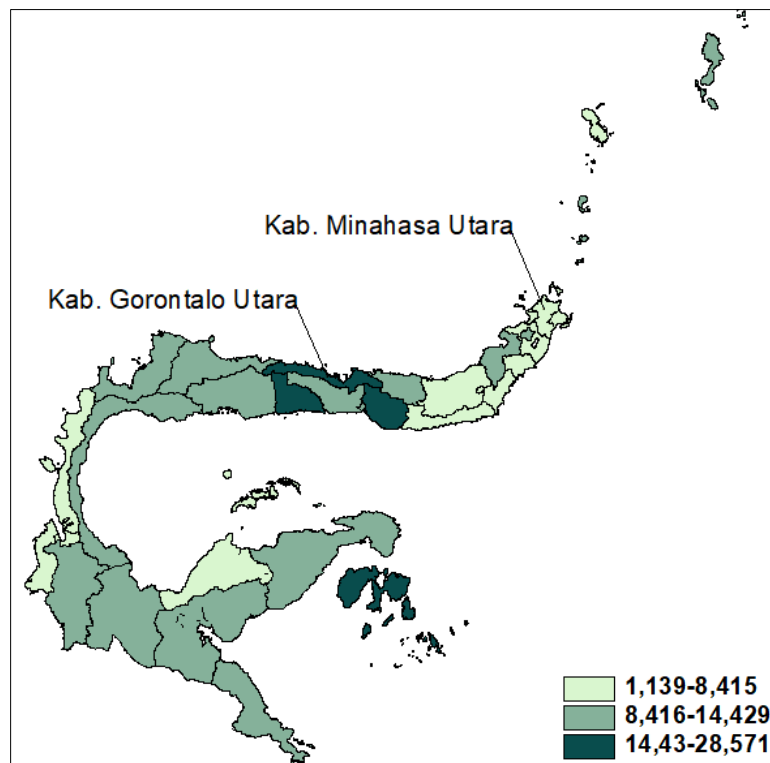 Kab. Minahasa Utara
Kab. Gorontalo Utara
1,139-8,415
8,416-14,429
14,43-28,571